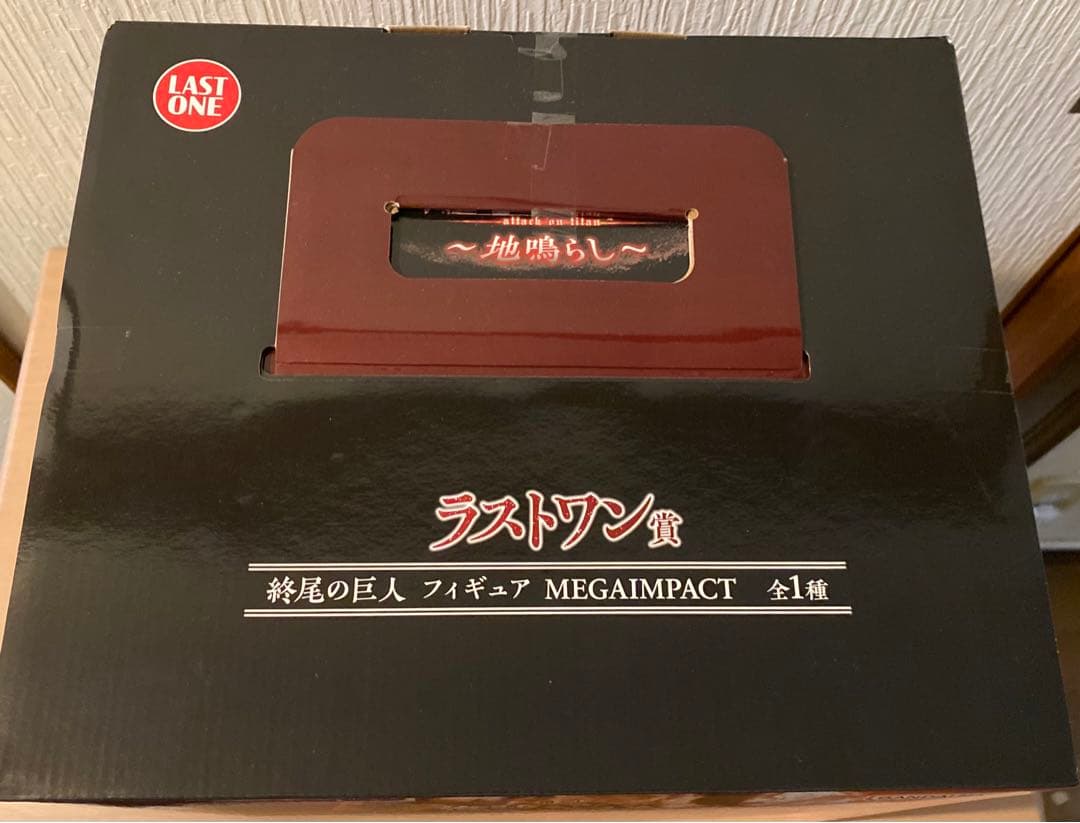 LAST
ONE
attack on titan
～地鳴らし～
ラストワン賞
終尾の巨人 フィギュア MEGAIMPACT 全1種